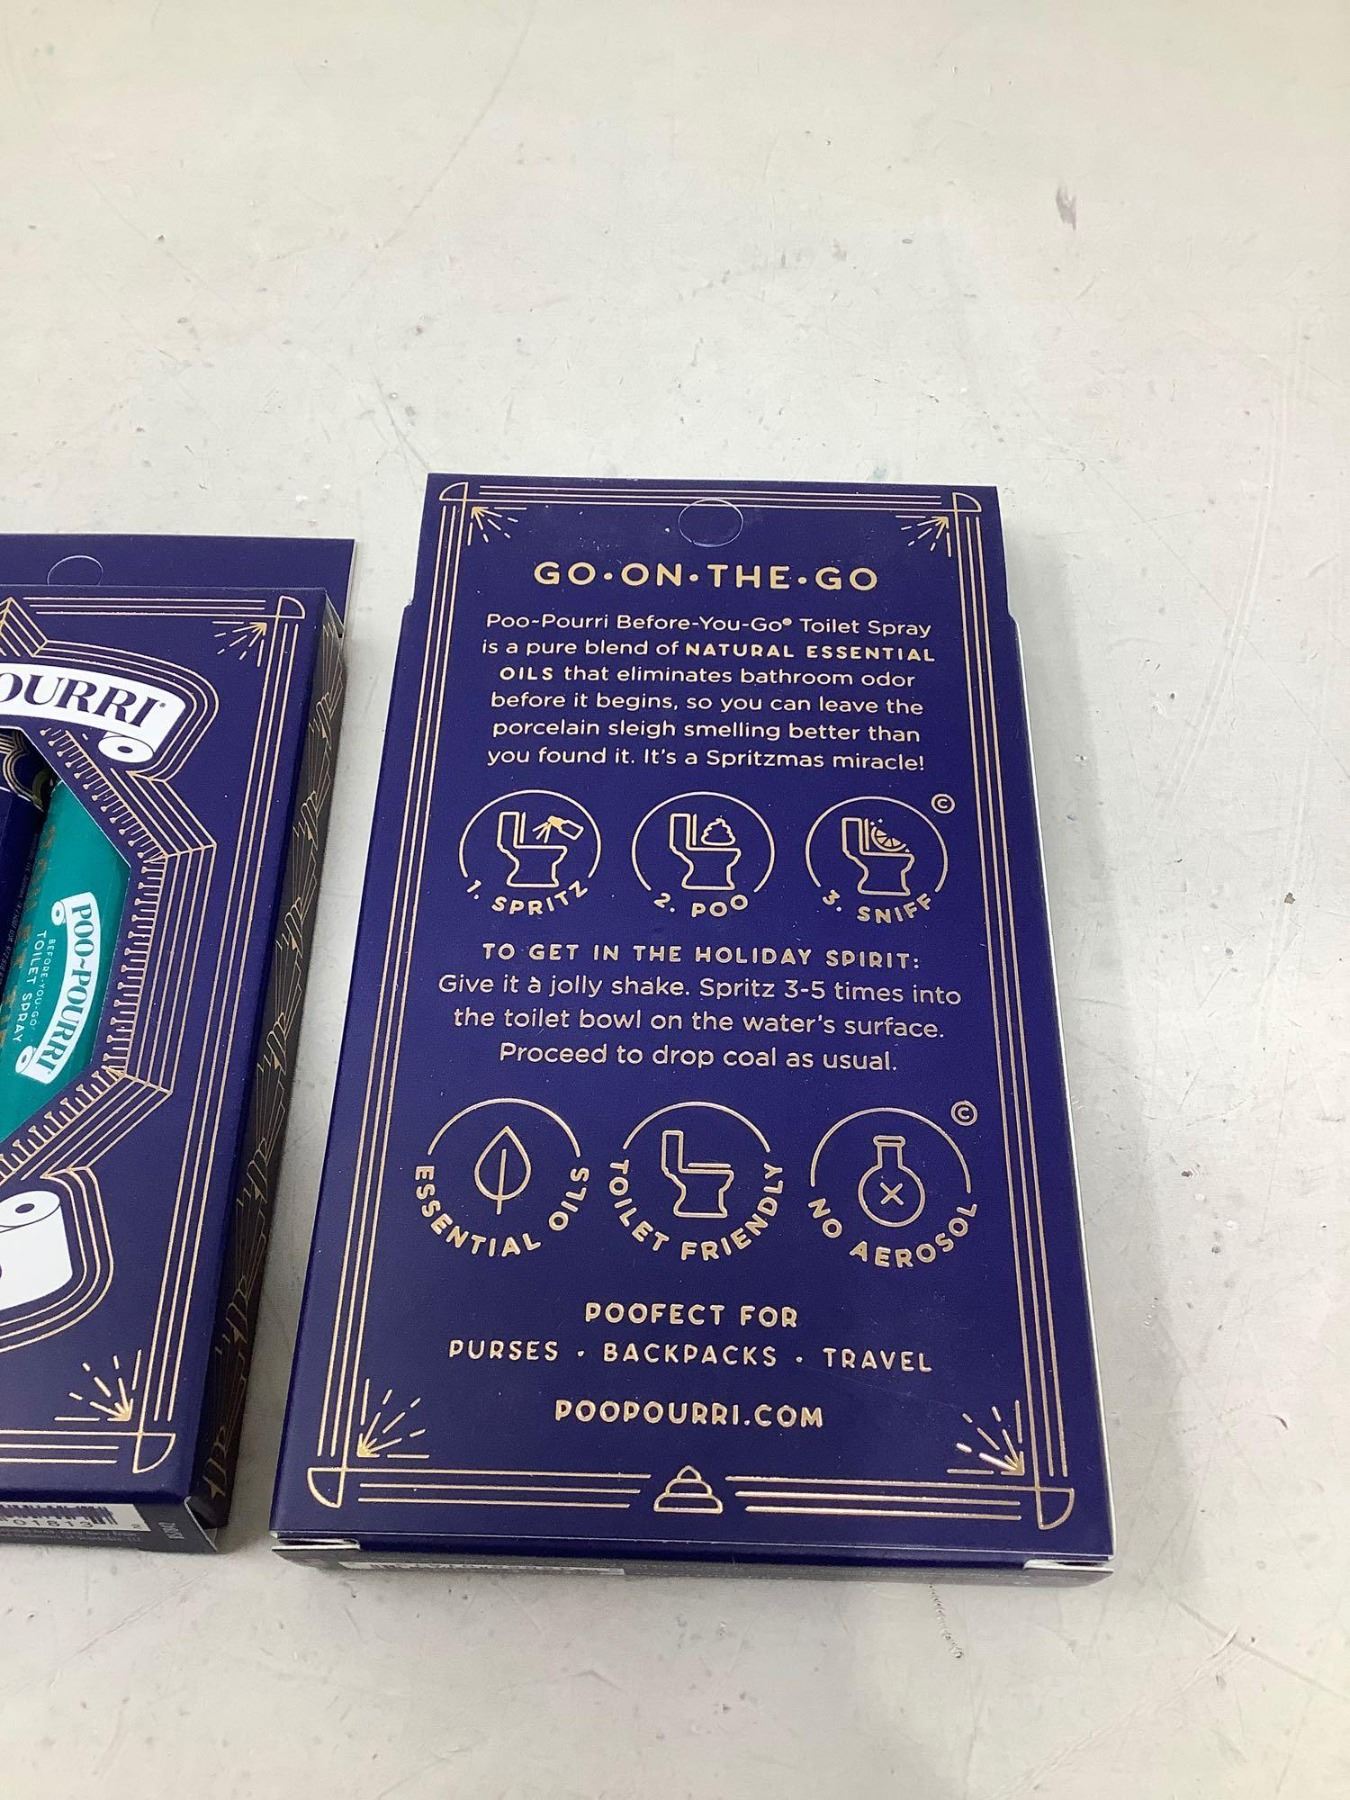 GO•ON•THE•GO
Poo-Pourri Before-You-Go® Toilet Spray
is a pure blend of NATURAL ESSENTIAL
OILS that eliminates bathroom odor
before it begins, so you can leave the
porcelain sleigh smelling better than
you found it. It's a Spritzmas miracle!
©
1. SPRITZ
2. POO
3. SNIFF
TO GET IN THE HOLIDAY SPIRIT:
Give it a jolly shake. Spritz 3-5 times into
the toilet bowl on the water's surface.
Proceed to drop coal as usual.
©
ESSENTIAL OILS
TOILET FRIENDLY
NO AEROSOL
POOFECT FOR
PURSES • BACKPACKS • TRAVEL
POOPOURRI.COM
OURRI®
POO~POURRI
BEFORE-YOU-GO®
TOILET SPRAY
01813 2